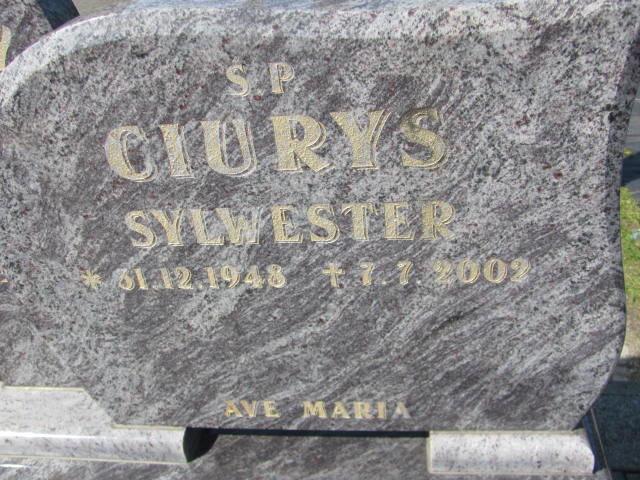 S.P
CIURYS
SYLWESTER
* 31.12.1948 † 7.7.2002
AVE MARIA